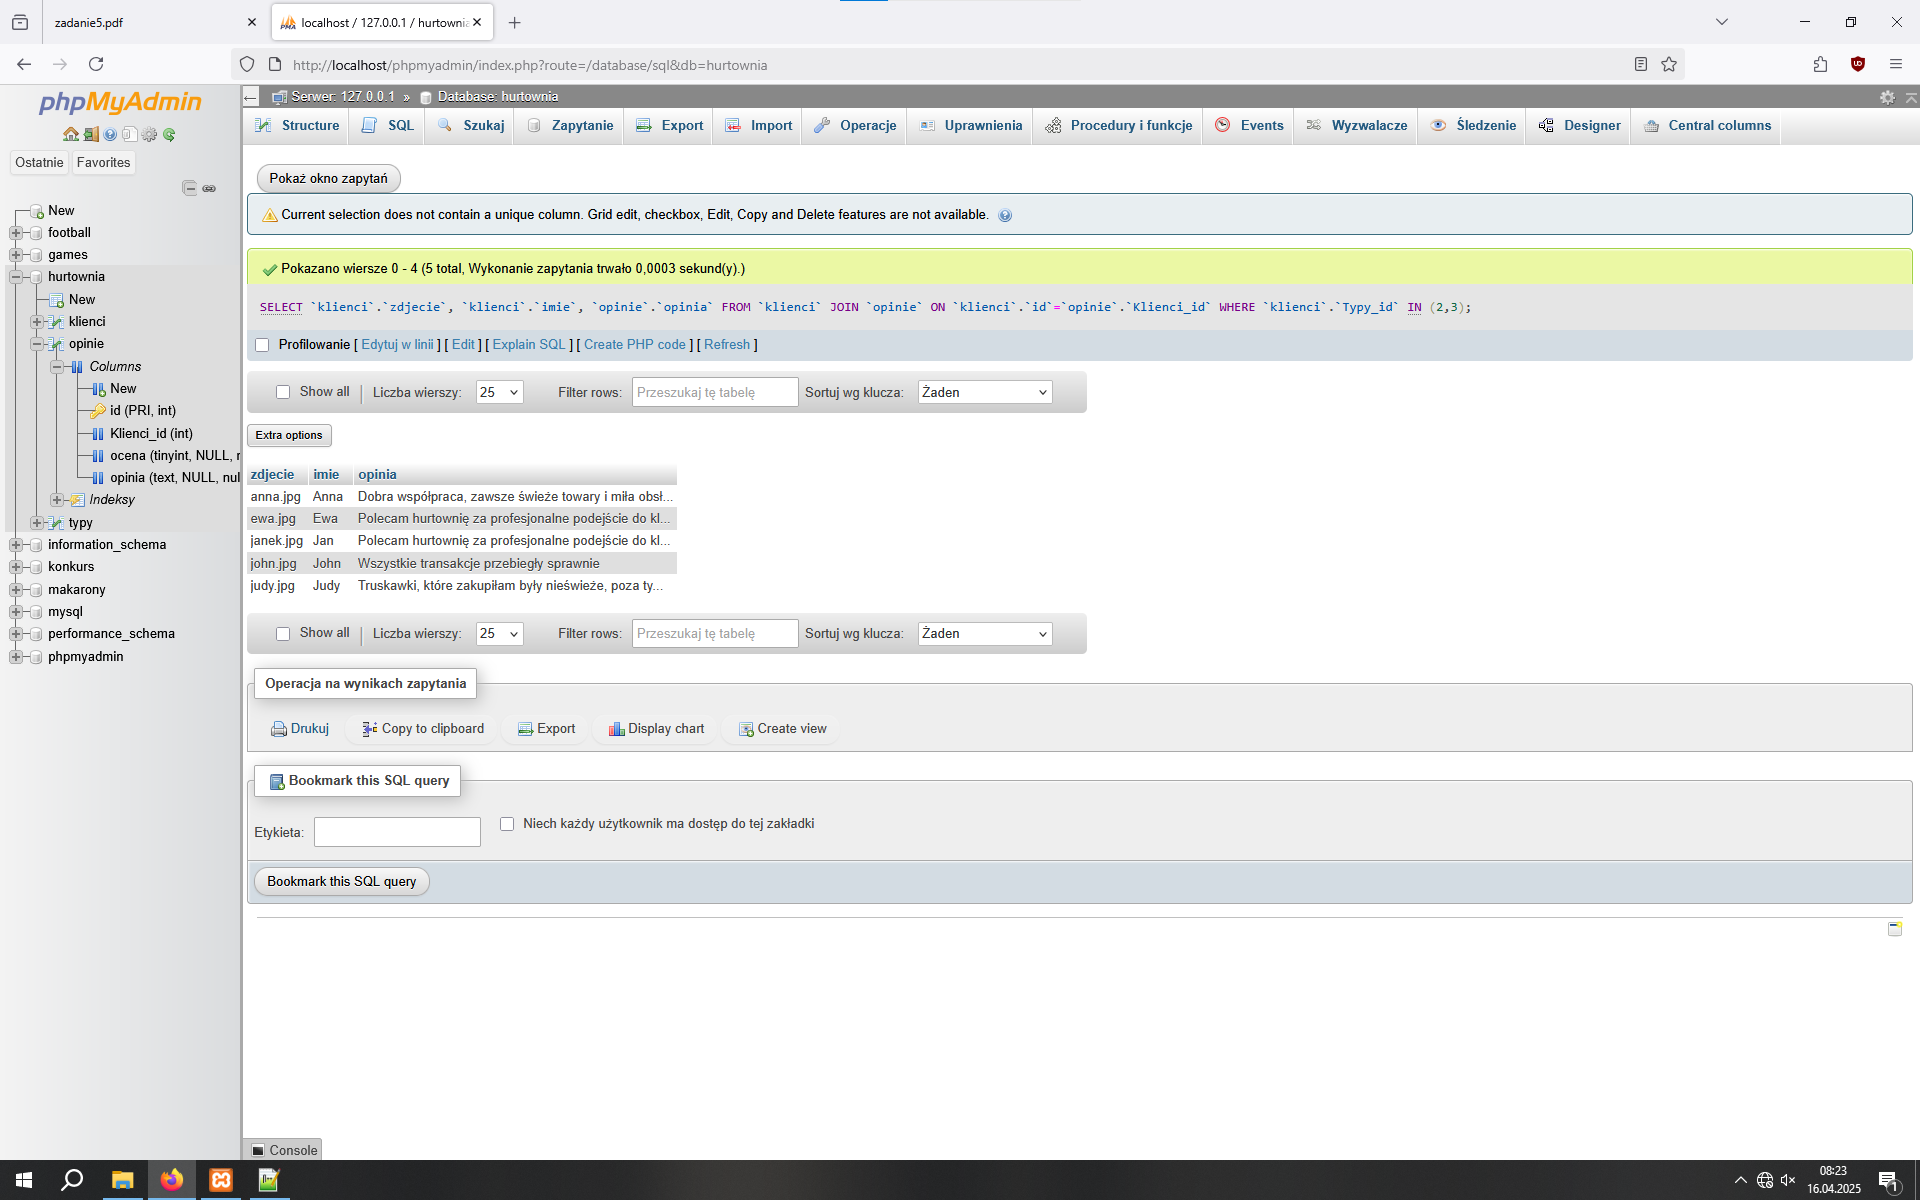 zadanie5.pdf
localhost / 127.0.0.1 / hurtownia
http://localhost/phpmyadmin/index.php?route=/database/sql&db=hurtownia
phpMyAdmin
Ostatnie
Favorites
New
football
games
hurtownia
New
klienci
opinie
Columns
New
id (PRI, int)
Klienci_id (int)
ocena (tinyint, NULL, n
opinia (text, NULL, nul
Indeksy
typy
information_schema
konkurs
makarony
mysql
performance_schema
phpmyadmin
Serwer: 127.0.0.1 » Database: hurtownia
Structure
SQL
Szukaj
Zapytanie
Export
Import
Operacje
Uprawnienia
Procedury i funkcje
Events
Wyzwalacze
Śledzenie
Designer
Central columns
Pokaż okno zapytań
Current selection does not contain a unique column. Grid edit, checkbox, Edit, Copy and Delete features are not available.
Pokazano wiersze 0 - 4 (5 total, Wykonanie zapytania trwało 0,0003 sekund(y).)
SELECT `klienci`.`zdjecie`, `klienci`.`imie`, `opinie`.`opinia` FROM `klienci` JOIN `opinie` ON `klienci`.`id`=`opinie`.`Klienci_id` WHERE `klienci`.`Typy_id` IN (2,3);
Profilowanie [ Edytuj w linii ] [ Edit ] [ Explain SQL ] [ Create PHP code ] [ Refresh ]
Show all | Liczba wierszy: 25 Filter rows: Przeszukaj tę tabelę Sortuj wg klucza: Żaden
Extra options
zdjecie imie opinia
anna.jpg Anna Dobra współpraca, zawsze świeże towary i miła obsł...
ewa.jpg Ewa Polecam hurtownię za profesjonalne podejście do kl...
janek.jpg Jan Polecam hurtownię za profesjonalne podejście do kl...
john.jpg John Wszystkie transakcje przebiegły sprawnie
judy.jpg Judy Truskawki, które zakupiłam były nieświeże, poza ty...
Show all | Liczba wierszy: 25 Filter rows: Przeszukaj tę tabelę Sortuj wg klucza: Żaden
Operacja na wynikach zapytania
Drukuj Copy to clipboard Export Display chart Create view
Bookmark this SQL query
Etykieta: Niech każdy użytkownik ma dostęp do tej zakładki
Bookmark this SQL query
Console
08:23
16.04.2025
1